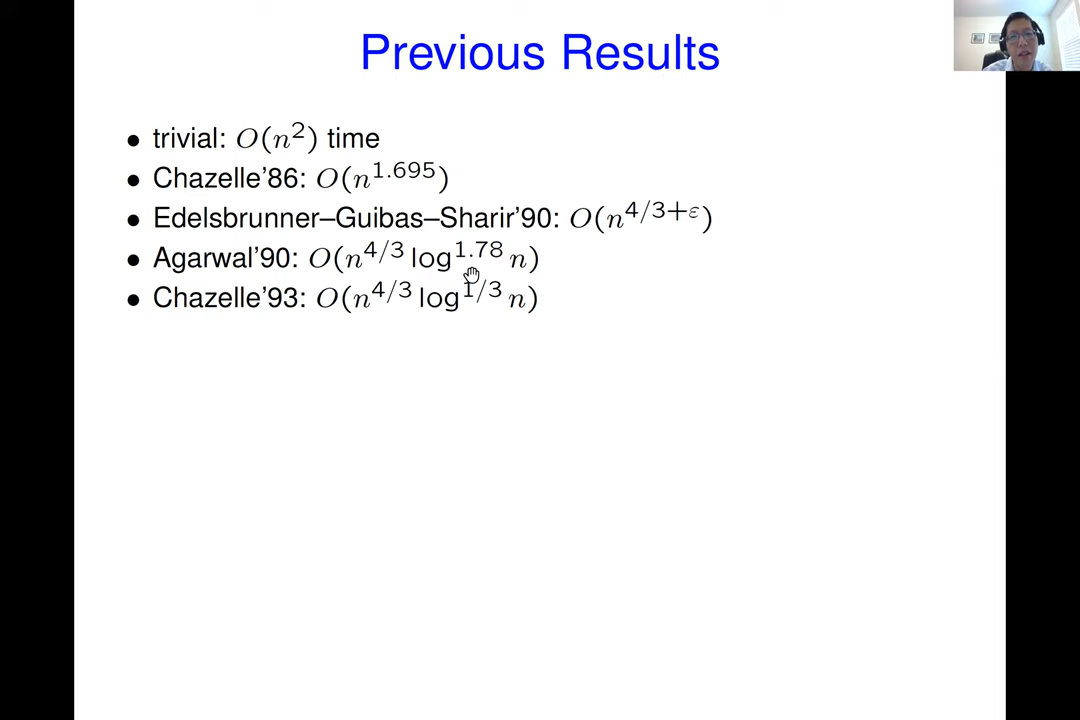 Previous Results
• trivial: O(n^2) time
• Chazelle'86: O(n^1.695)
• Edelsbrunner–Guibas–Sharir'90: O(n^{4/3+ε})
• Agarwal'90: O(n^{4/3} log^{1.78} n)
• Chazelle'93: O(n^{4/3} log^{1/3} n)